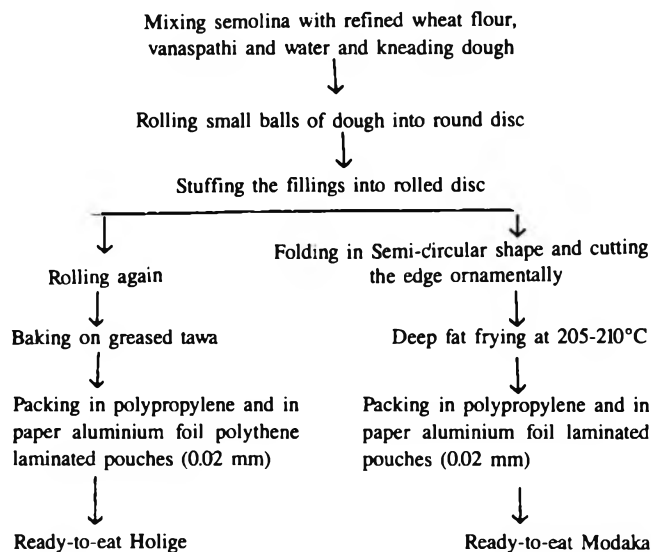 Mixing semolina with refined wheat flour,
vanaspathi and water and kneading dough
Rolling small balls of dough into round disc
Stuffing the fillings into rolled disc
Rolling again
Baking on greased tawa
Packing in polypropylene and in
paper aluminium foil polythene
laminated pouches (0.02 mm)
Ready-to-eat Holige
Folding in Semi-circular shape and cutting
the edge ornamentally
Deep fat frying at 205-210°C
Packing in polypropylene and in
paper aluminium foil laminated
pouches (0.02 mm)
Ready-to-eat Modaka